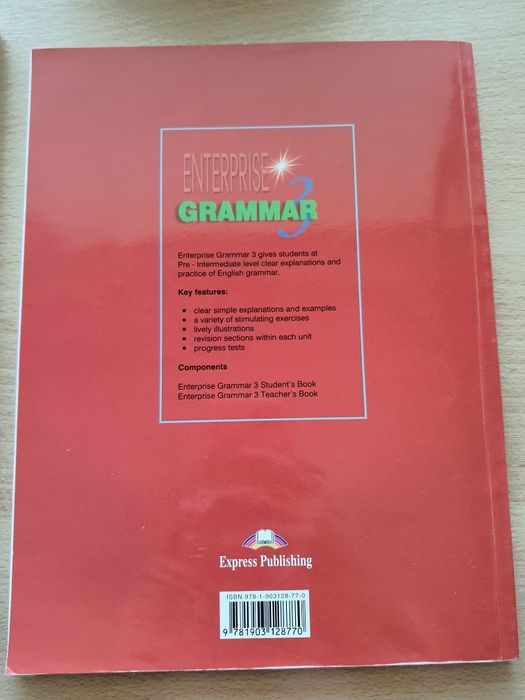 ENTERPRISE
GRAMMAR 3
Enterprise Grammar 3 gives students at
Pre - Intermediate level clear explanations and
practice of English grammar.
Key features:
• clear simple explanations and examples
• a variety of stimulating exercises
• lively illustrations
• revision sections within each unit
• progress tests
Components
Enterprise Grammar 3 Student's Book
Enterprise Grammar 3 Teacher's Book
Express Publishing
ISBN 978-1-903128-77-0
9 781903 128770